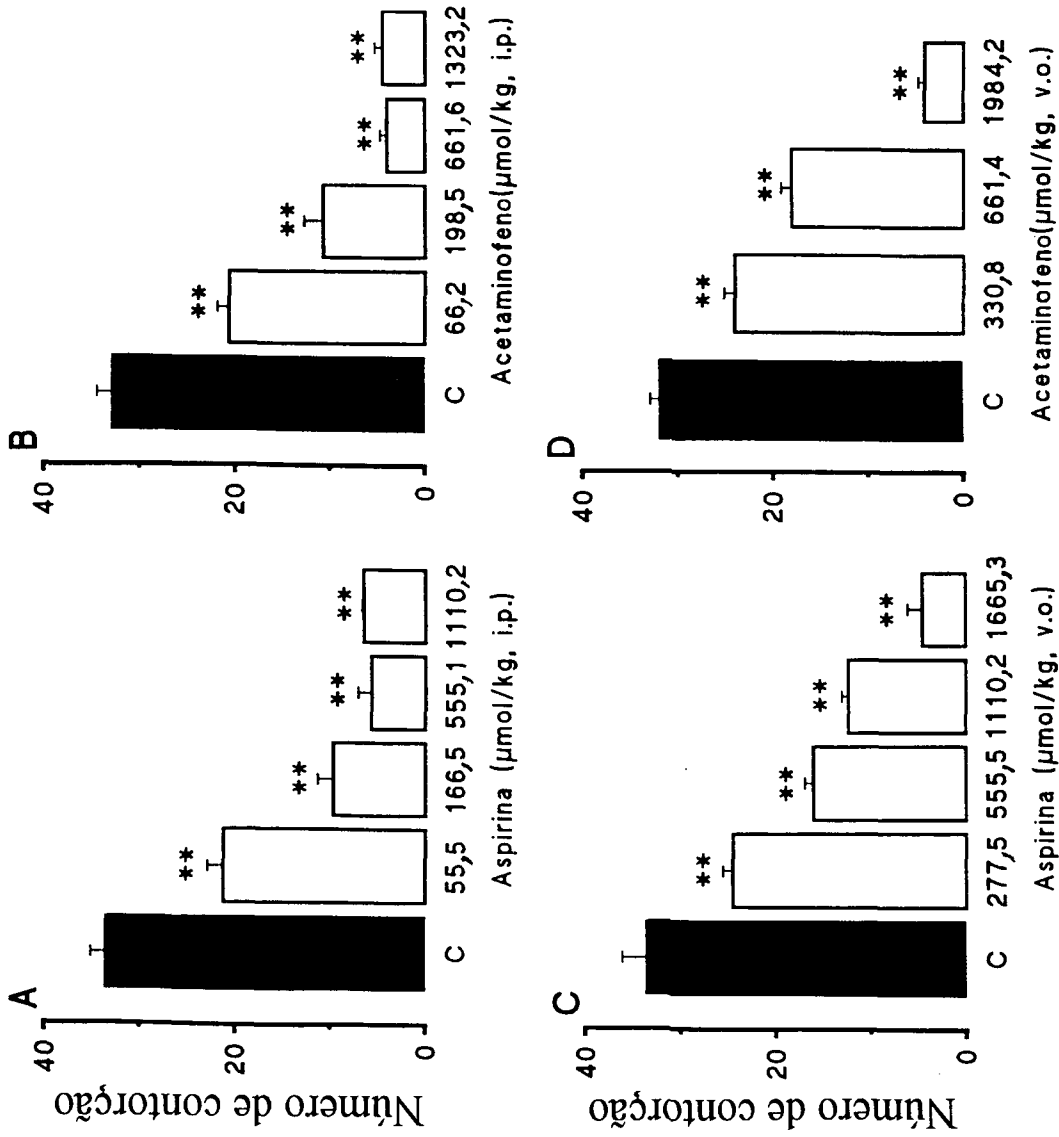 A
Número de contorção
40
20
0
**
**
**
**
C 55,5 166,5 555,1 1110,2
Aspirina (µmol/kg, i.p.)
B
40
20
0
**
**
**
**
C 66,2 198,5 661,6 1323,2
Acetaminofeno(µmol/kg, i.p.)
C
Número de contorção
40
20
0
**
**
**
**
C 277,5 555,5 1110,2 1665,3
Aspirina (µmol/kg, v.o.)
D
40
20
0
**
**
**
C 330,8 661,4 1984,2
Acetaminofeno(µmol/kg, v.o.)